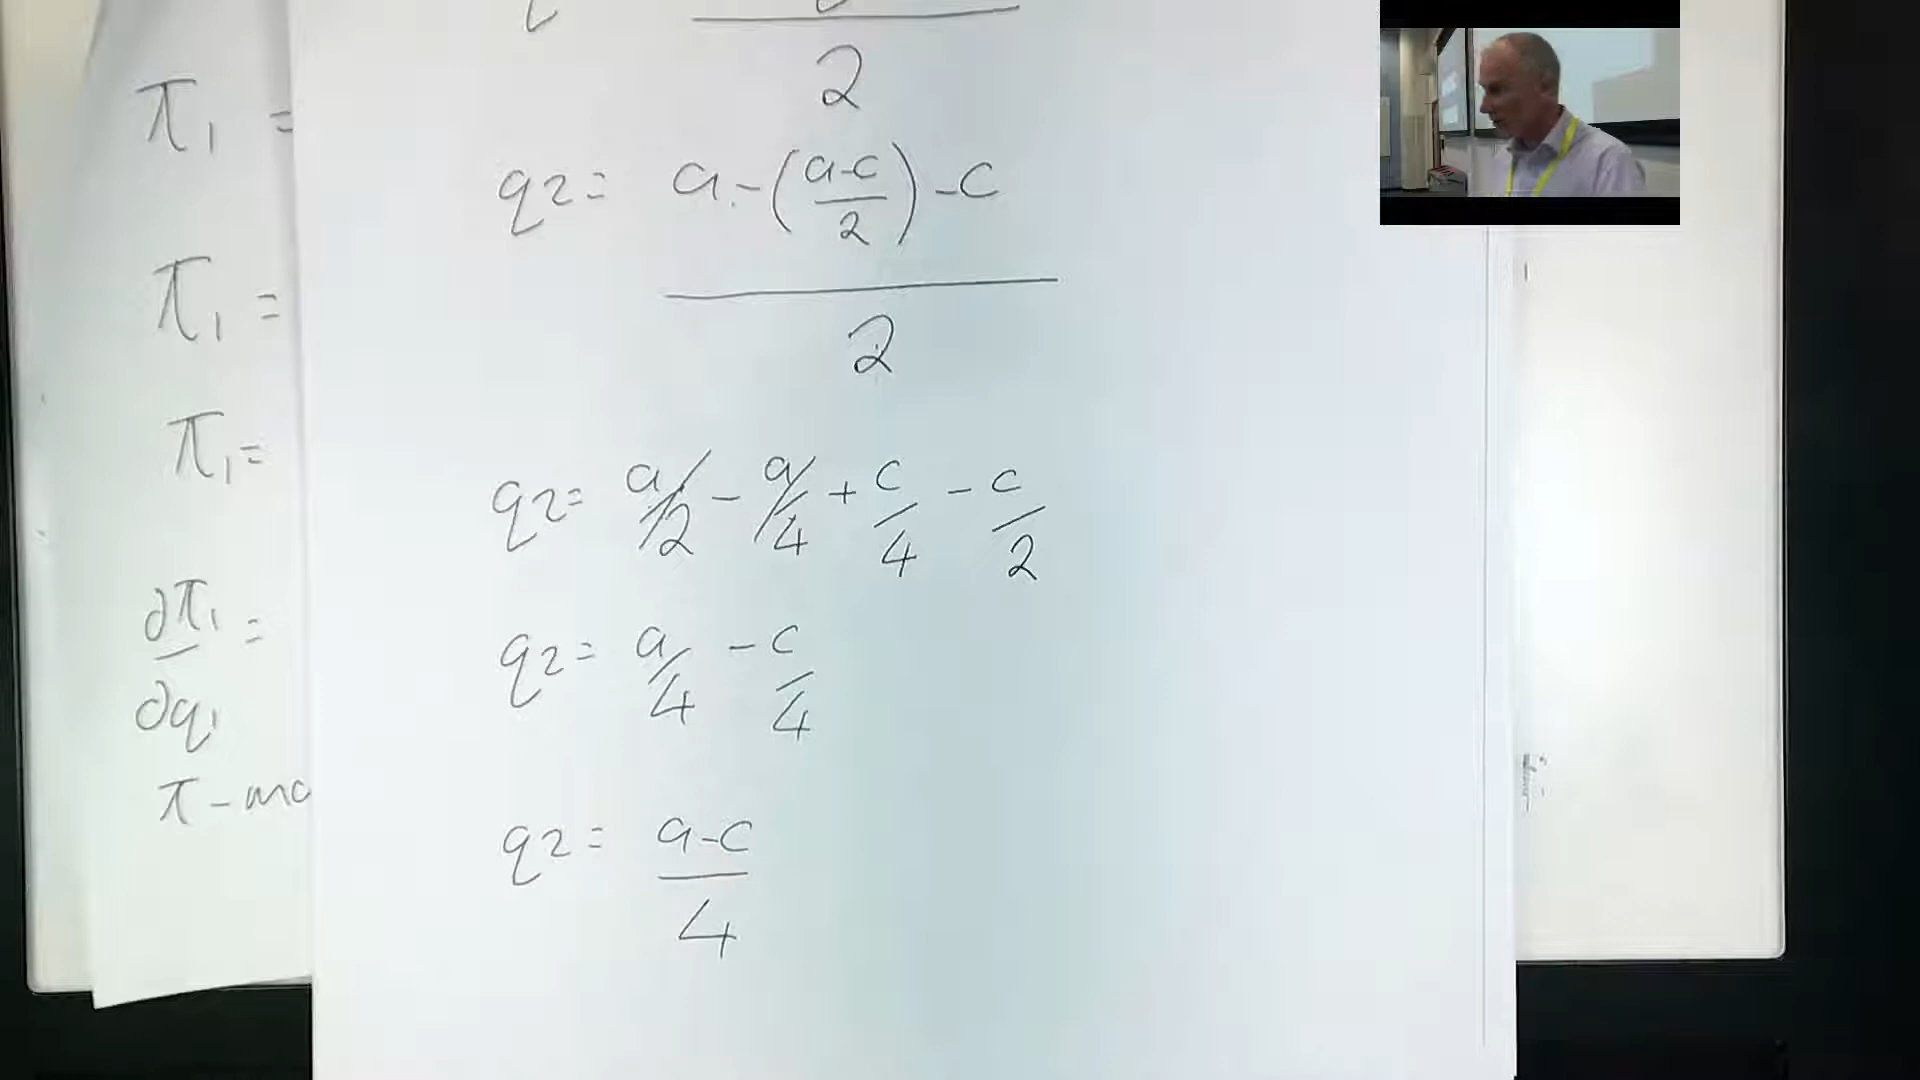 π₁ =
π₁ =
π₁ =
∂π₁ =
∂q₁
π - ma
2
q2 = a - (a-c/2) - c
2
q2 = a/2 - a/4 + c/4 - c/2
q2 = a/4 - c/4
q2 = a-c
4